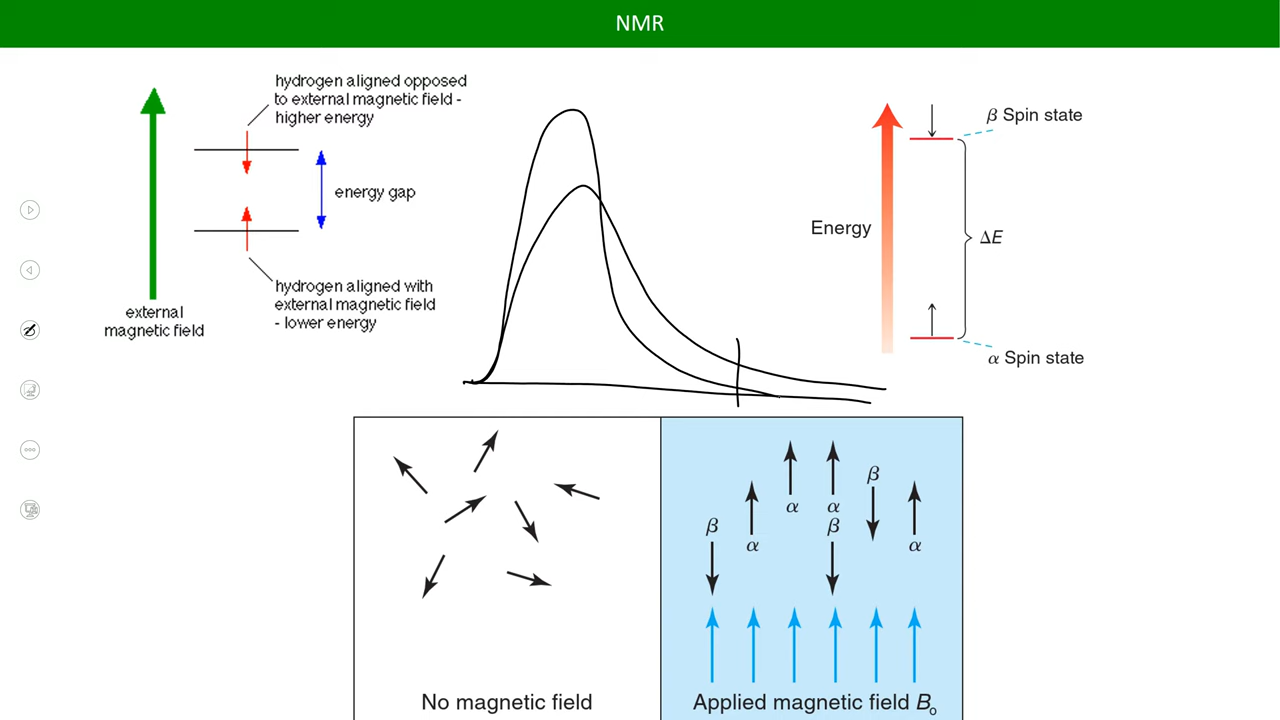 NMR
hydrogen aligned opposed
to external magnetic field -
higher energy
energy gap
hydrogen aligned with
external magnetic field
- lower energy
external
magnetic field
β Spin state
Energy
ΔE
α Spin state
No magnetic field
β
α
α
α
β
β
α
Applied magnetic field Bo